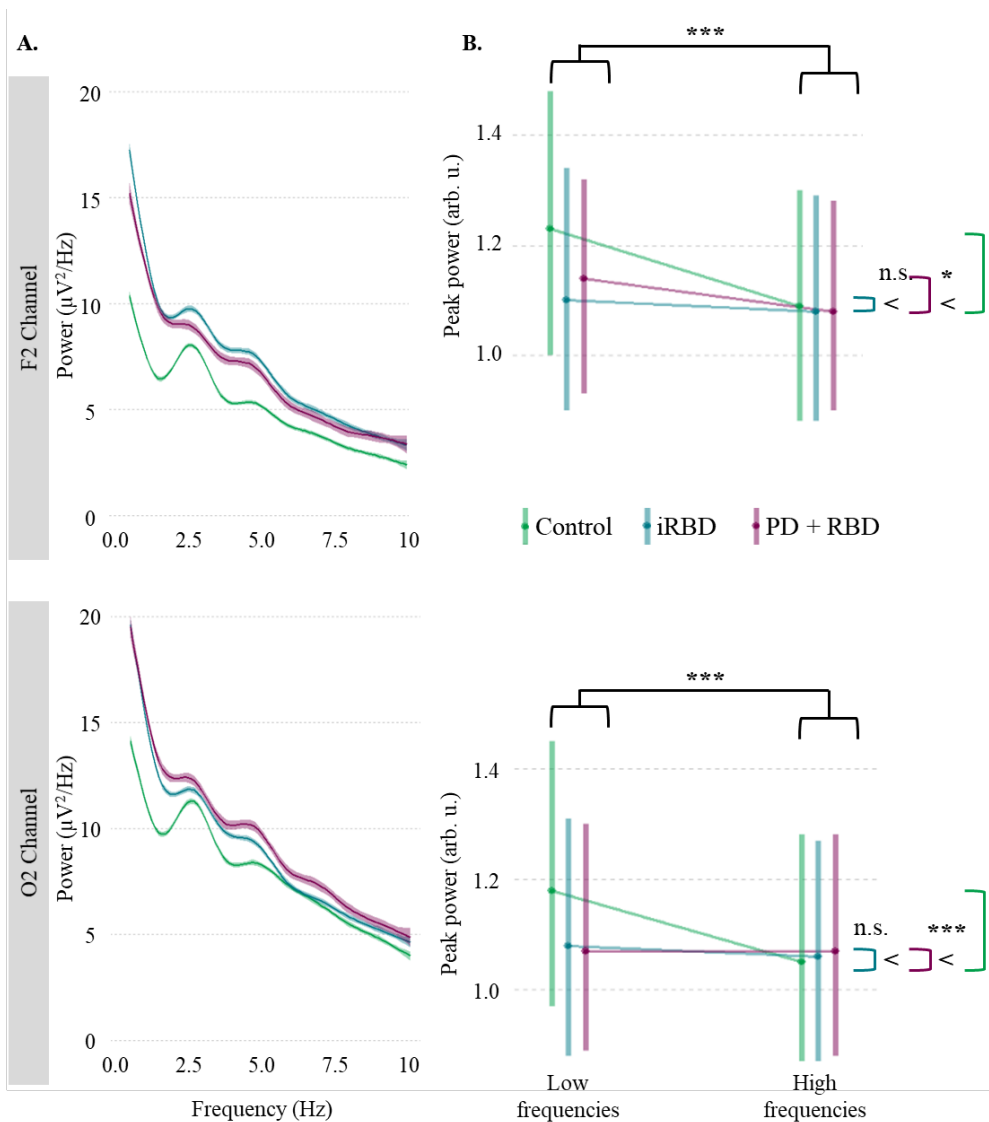 A.
B.
***
F2 Channel
Power (μV²/Hz)
20
15
10
5
0
0.0 2.5 5.0 7.5 10
Peak power (arb. u.)
1.4
1.2
1.0
n.s. *
< <
Control iRBD PD + RBD
O2 Channel
Power (μV²/Hz)
20
15
10
5
0
0.0 2.5 5.0 7.5 10
Frequency (Hz)
***
Peak power (arb. u.)
1.4
1.2
1.0
n.s. ***
< <
Low frequencies
High frequencies